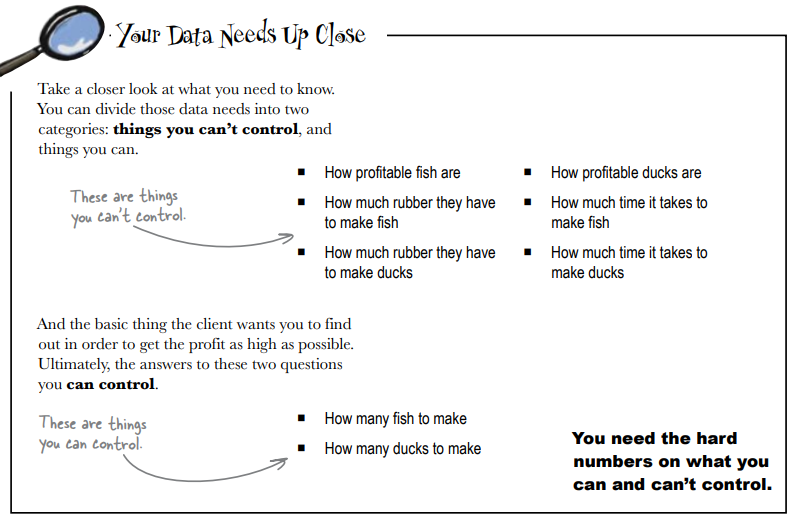 Your Data Needs Up Close
Take a closer look at what you need to know.
You can divide those data needs into two
categories: things you can't control, and
things you can.
These are things
you can't control.
■ How profitable fish are
■ How much rubber they have
to make fish
■ How much rubber they have
to make ducks
■ How profitable ducks are
■ How much time it takes to
make fish
■ How much time it takes to
make ducks
And the basic thing the client wants you to find
out in order to get the profit as high as possible.
Ultimately, the answers to these two questions
you can control.
These are things
you can control.
■ How many fish to make
■ How many ducks to make
You need the hard
numbers on what you
can and can't control.